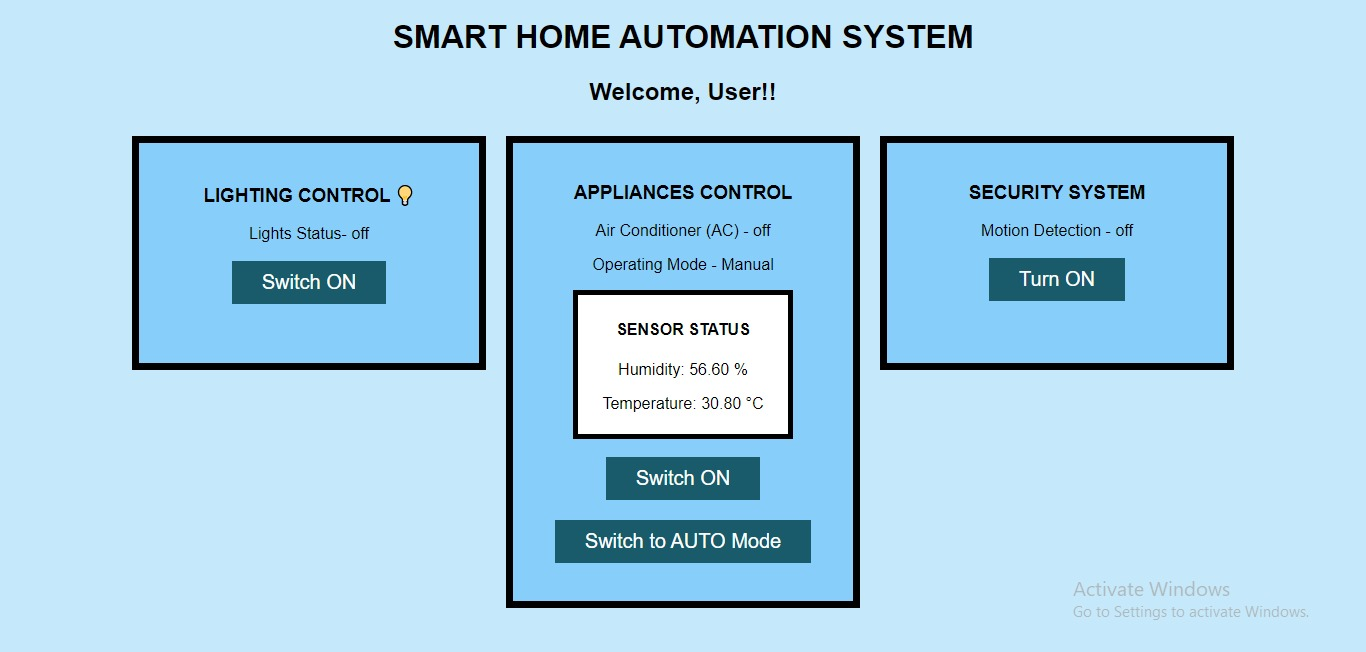 SMART HOME AUTOMATION SYSTEM
Welcome, User!!
LIGHTING CONTROL
Lights Status- off
Switch ON
APPLIANCES CONTROL
Air Conditioner (AC) - off
Operating Mode - Manual
SENSOR STATUS
Humidity: 56.60 %
Temperature: 30.80 °C
Switch ON
Switch to AUTO Mode
SECURITY SYSTEM
Motion Detection - off
Turn ON
Activate Windows
Go to Settings to activate Windows.